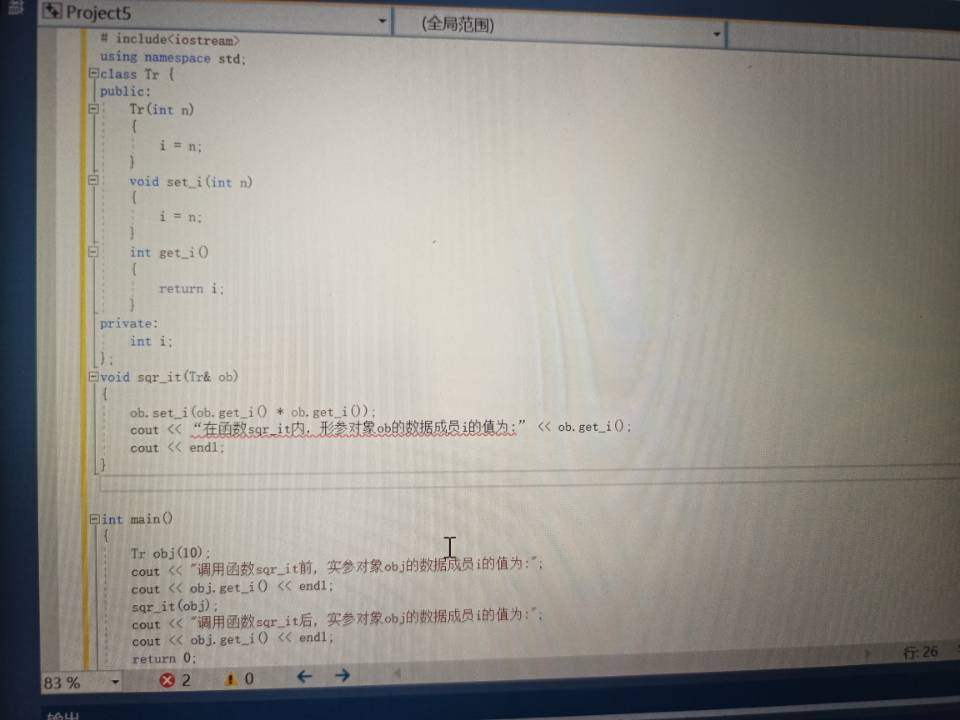 Project5
(全局范围)
# include<iostream>
using namespace std;
class Tr {
public:
Tr(int n)
{
i = n;
}
void set_i(int n)
{
i = n;
}
int get_i()
{
return i;
}
private:
int i;
};
void sqr_it(Tr& ob)
{
ob.set_i(ob.get_i() * ob.get_i());
cout << “在函数sqr_it内，形参对象ob的数据成员i的值为:” << ob.get_i();
cout << endl;
}
int main()
{
Tr obj(10);
cout << "调用函数sqr_it前，实参对象obj的数据成员i的值为:";
cout << obj.get_i() << endl;
sqr_it(obj);
cout << "调用函数sqr_it后，实参对象obj的数据成员i的值为:";
cout << obj.get_i() << endl;
return 0;
行: 26
83 %
2
0
输出